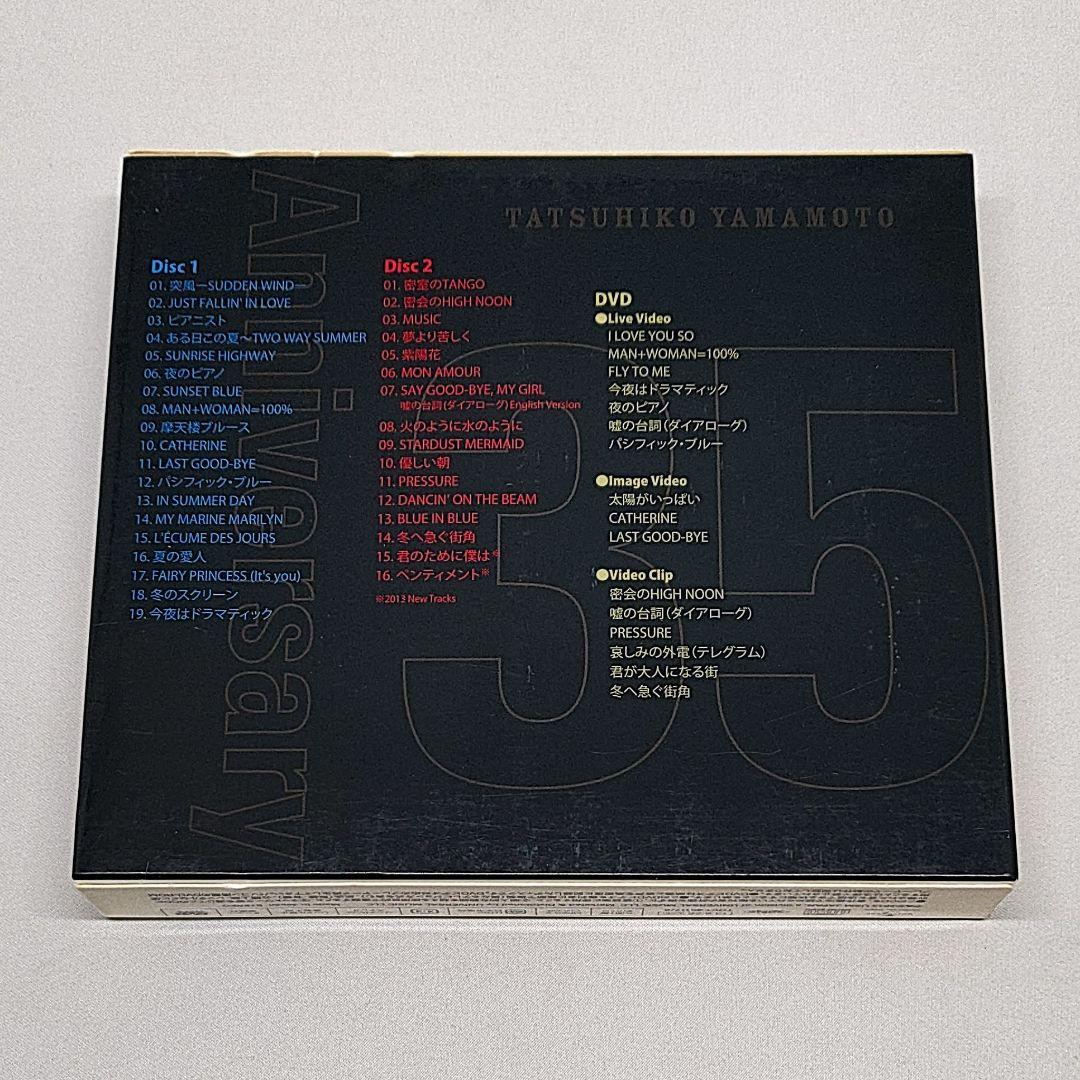 TATSUHIKO YAMAMOTO
Anniversary
35
Disc 1
01. 突風－SUDDEN WIND－
02. JUST FALLIN' IN LOVE
03. ピアニスト
04. ある日この夏～TWO WAY SUMMER
05. SUNRISE HIGHWAY
06. 夜のピアノ
07. SUNSET BLUE
08. MAN+WOMAN=100%
09. 摩天楼ブルース
10. CATHERINE
11. LAST GOOD-BYE
12. パシフィック・ブルー
13. IN SUMMER DAY
14. MY MARINE MARILYN
15. L'ÉCUME DES JOURS
16. 夏の愛人
17. FAIRY PRINCESS (It's you)
18. 冬のスクリーン
19. 今夜はドラマティック
Disc 2
01. 密室のTANGO
02. 密会のHIGH NOON
03. MUSIC
04. 夢より苦しく
05. 紫陽花
06. MON AMOUR
07. SAY GOOD-BYE, MY GIRL
嘘の台詞(ダイアローグ) English Version
08. 火のように水のように
09. STARDUST MERMAID
10. 優しい朝
11. PRESSURE
12. DANCIN' ON THE BEAM
13. BLUE IN BLUE
14. 冬へ急ぐ街角
15. 君のために僕は※
16. ペンティメント※
※2013 New Tracks
DVD
●Live Video
I LOVE YOU SO
MAN+WOMAN=100%
FLY TO ME
今夜はドラマティック
夜のピアノ
嘘の台詞(ダイアローグ)
パシフィック・ブルー
●Image Video
太陽がいっぱい
CATHERINE
LAST GOOD-BYE
●Video Clip
密会のHIGH NOON
嘘の台詞(ダイアローグ)
PRESSURE
哀しみの外電(テレグラム)
君が大人になる街
冬へ急ぐ街角